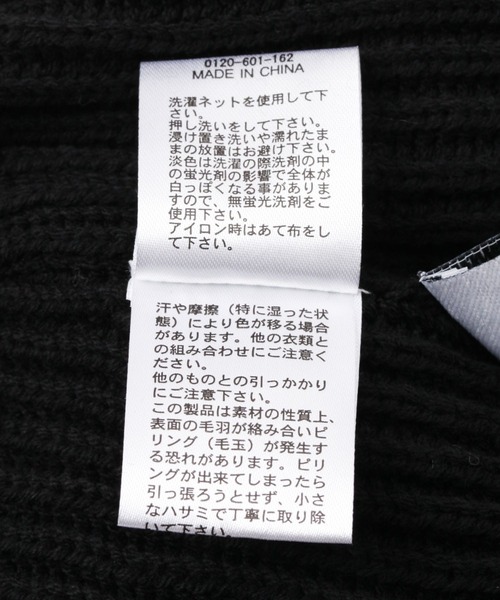 0120-601-162
MADE IN CHINA
洗濯ネットを使用して下
さい。
押し洗いをして下さい。
浸け置き洗いや濡れたま
まの放置はお避け下さい。
淡色は洗濯の際洗剤の中
の蛍光剤の影響で全体が
白っぽくなる事がありま
すので、無蛍光洗剤をご
使用下さい。
アイロン時はあて布をし
て下さい。
汗や摩擦（特に湿った状
態）により色が移る場合
があります。他の衣類と
の組み合わせにご注意く
ださい。
他のものとの引っかかり
にご注意下さい。
この製品は素材の性質上、
表面の毛羽が絡み合いピ
リング（毛玉）が発生す
る恐れがあります。ピリ
ングが出来てしまったら
引っ張ろうとせず、小さ
なハサミで丁寧に取り除
いて下さい。